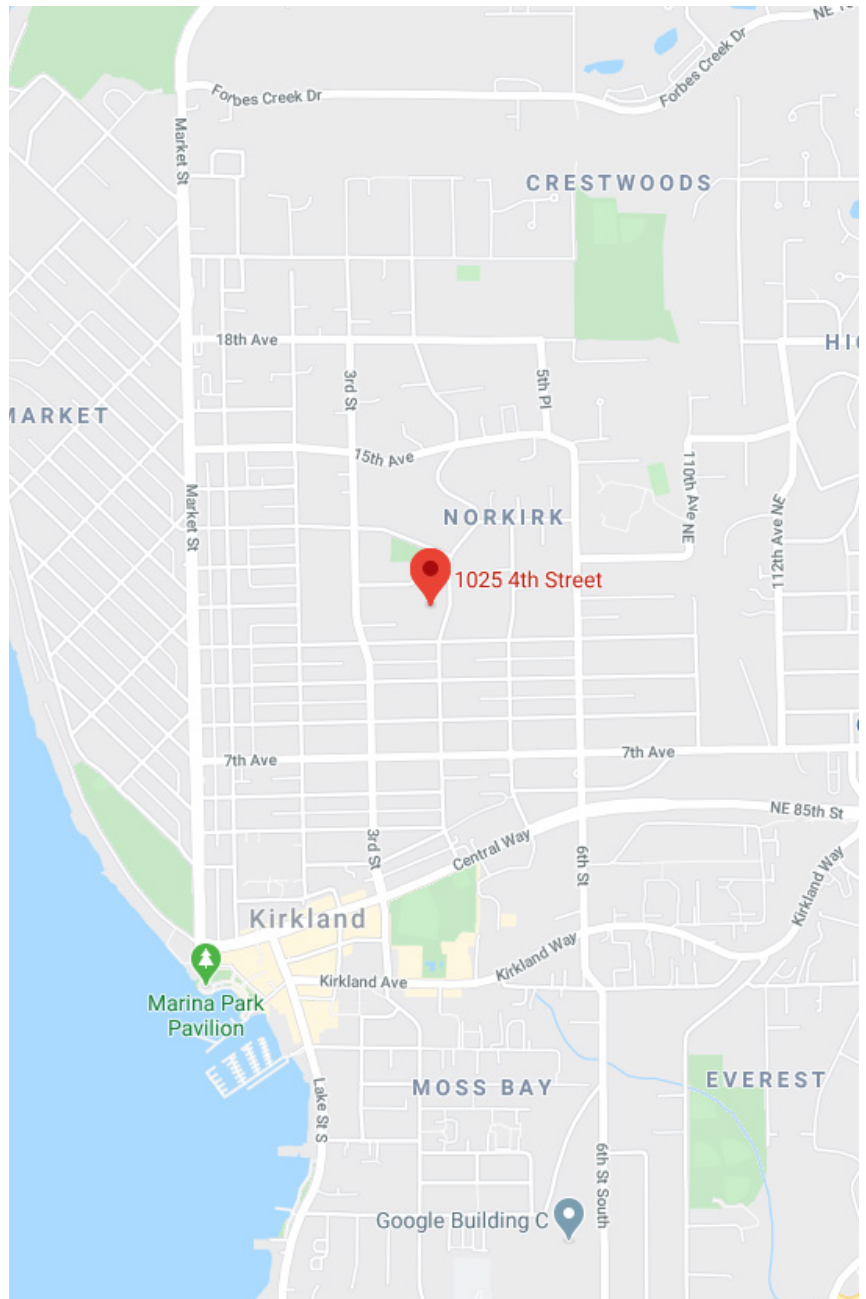 NE 1
Forbes Creek Dr
Forbes Creek Dr
Market St
CRESTWOODS
18th Ave
HIG
3rd St
5th Pl
MARKET
15th Ave
110th Ave NE
Market St
NORKIRK
112th Ave NE
1025 4th Street
7th Ave
7th Ave
NE 85th St
3rd St
Central Way
6th St
Kirkland Way
Kirkland
Kirkland Way
Kirkland Ave
Marina Park
Pavilion
EVEREST
MOSS BAY
Lake St S
6th St South
Google Building C